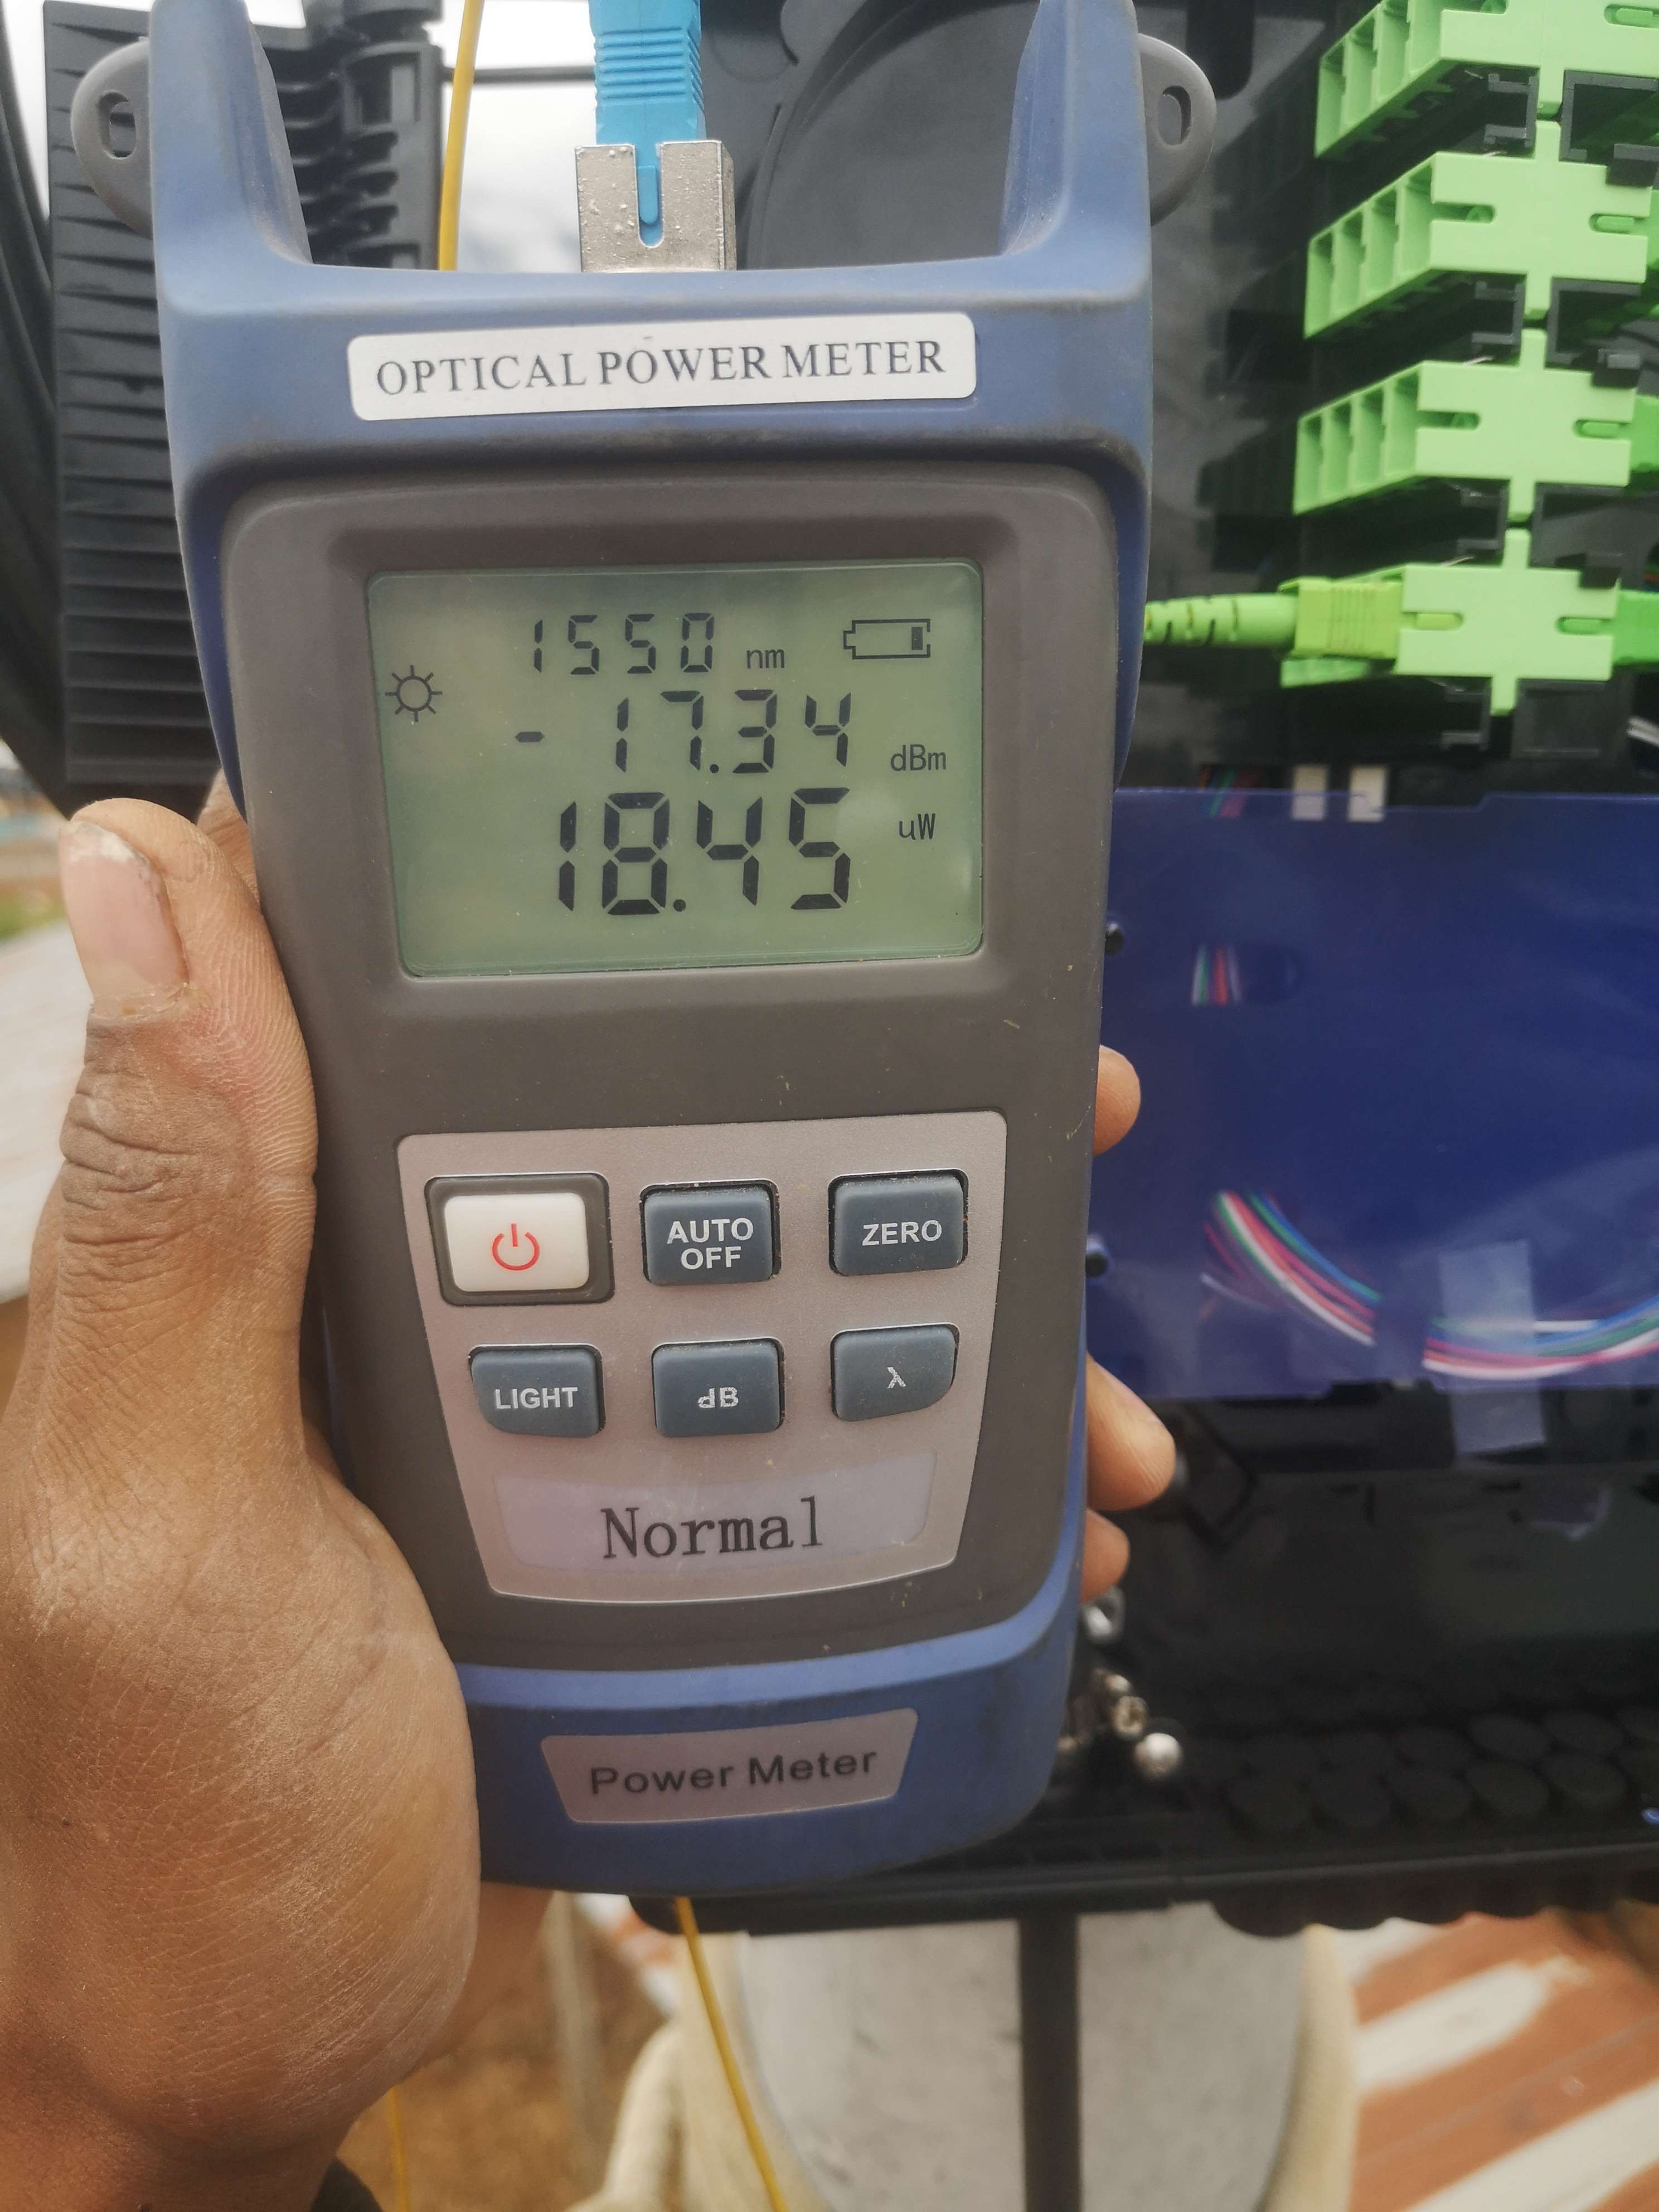 OPTICAL POWER METER
1550 nm
-17.34 dBm
18.45 uW
AUTO OFF
ZERO
LIGHT
dB
λ
Normal
Power Meter